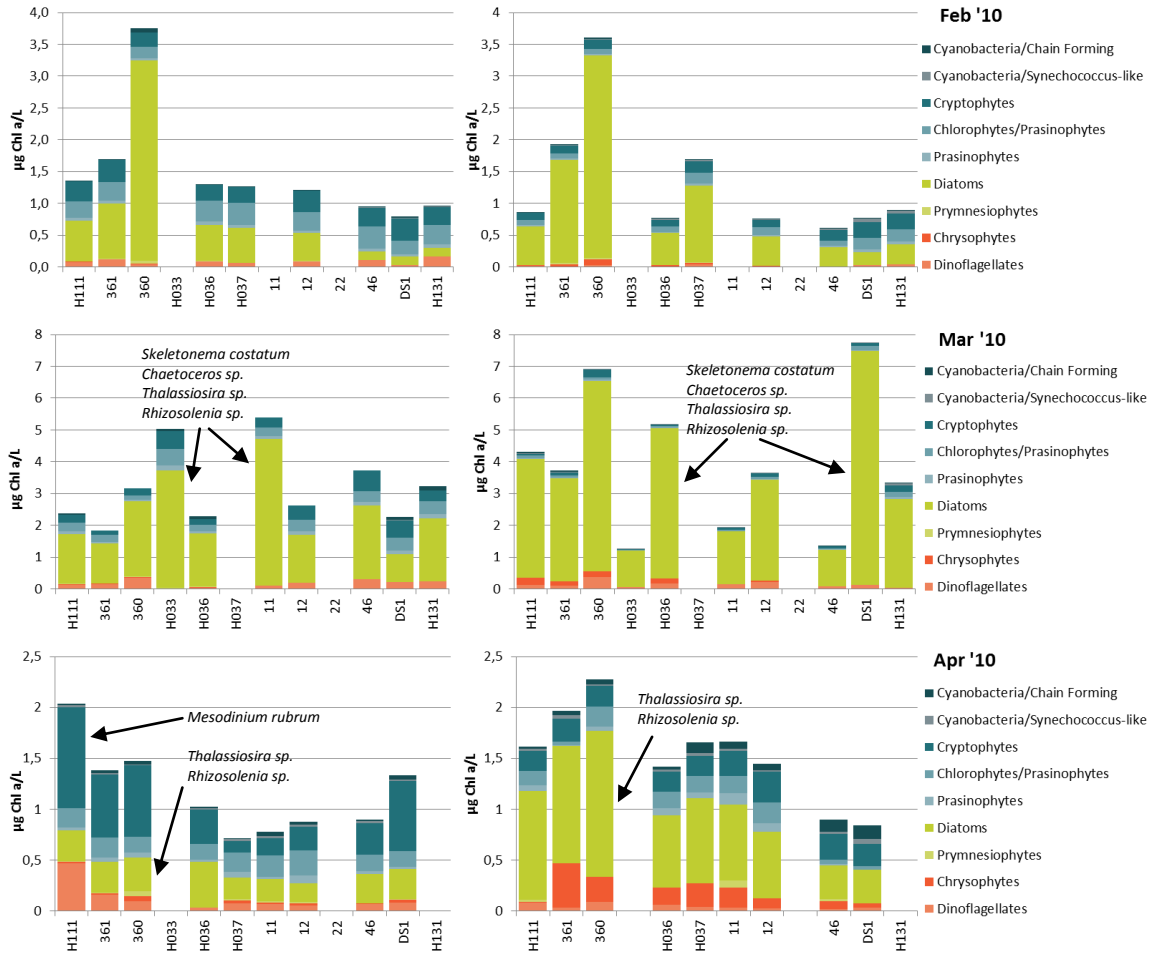 Feb '10
µg Chl a/L
4,0
3,5
3,0
2,5
2,0
1,5
1,0
0,5
0,0
H111
361
360
H033
H036
H037
11
12
22
46
DS1
H131
µg Chl a/L
4
3,5
3
2,5
2
1,5
1
0,5
0
H111
361
360
H033
H036
H037
11
12
22
46
DS1
H131
Cyanobacteria/Chain Forming
Cyanobacteria/Synechococcus-like
Cryptophytes
Chlorophytes/Prasinophytes
Prasinophytes
Diatoms
Prymnesiophytes
Chrysophytes
Dinoflagellates
Mar '10
µg Chl a/L
8
7
6
5
4
3
2
1
0
Skeletonema costatum
Chaetoceros sp.
Thalassiosira sp.
Rhizosolenia sp.
H111
361
360
H033
H036
H037
11
12
22
46
DS1
H131
µg Chl a/L
8
7
6
5
4
3
2
1
0
Skeletonema costatum
Chaetoceros sp.
Thalassiosira sp.
Rhizosolenia sp.
H111
361
360
H033
H036
H037
11
12
22
46
DS1
H131
Cyanobacteria/Chain Forming
Cyanobacteria/Synechococcus-like
Cryptophytes
Chlorophytes/Prasinophytes
Prasinophytes
Diatoms
Prymnesiophytes
Chrysophytes
Dinoflagellates
Apr '10
µg Chl a/L
2,5
2
1,5
1
0,5
0
Mesodinium rubrum
Thalassiosira sp.
Rhizosolenia sp.
H111
361
360
H033
H036
H037
11
12
22
46
DS1
H131
µg Chl a/L
2,5
2
1,5
1
0,5
0
Thalassiosira sp.
Rhizosolenia sp.
H111
361
360
H036
H037
11
12
46
DS1
H131
Cyanobacteria/Chain Forming
Cyanobacteria/Synechococcus-like
Cryptophytes
Chlorophytes/Prasinophytes
Prasinophytes
Diatoms
Prymnesiophytes
Chrysophytes
Dinoflagellates